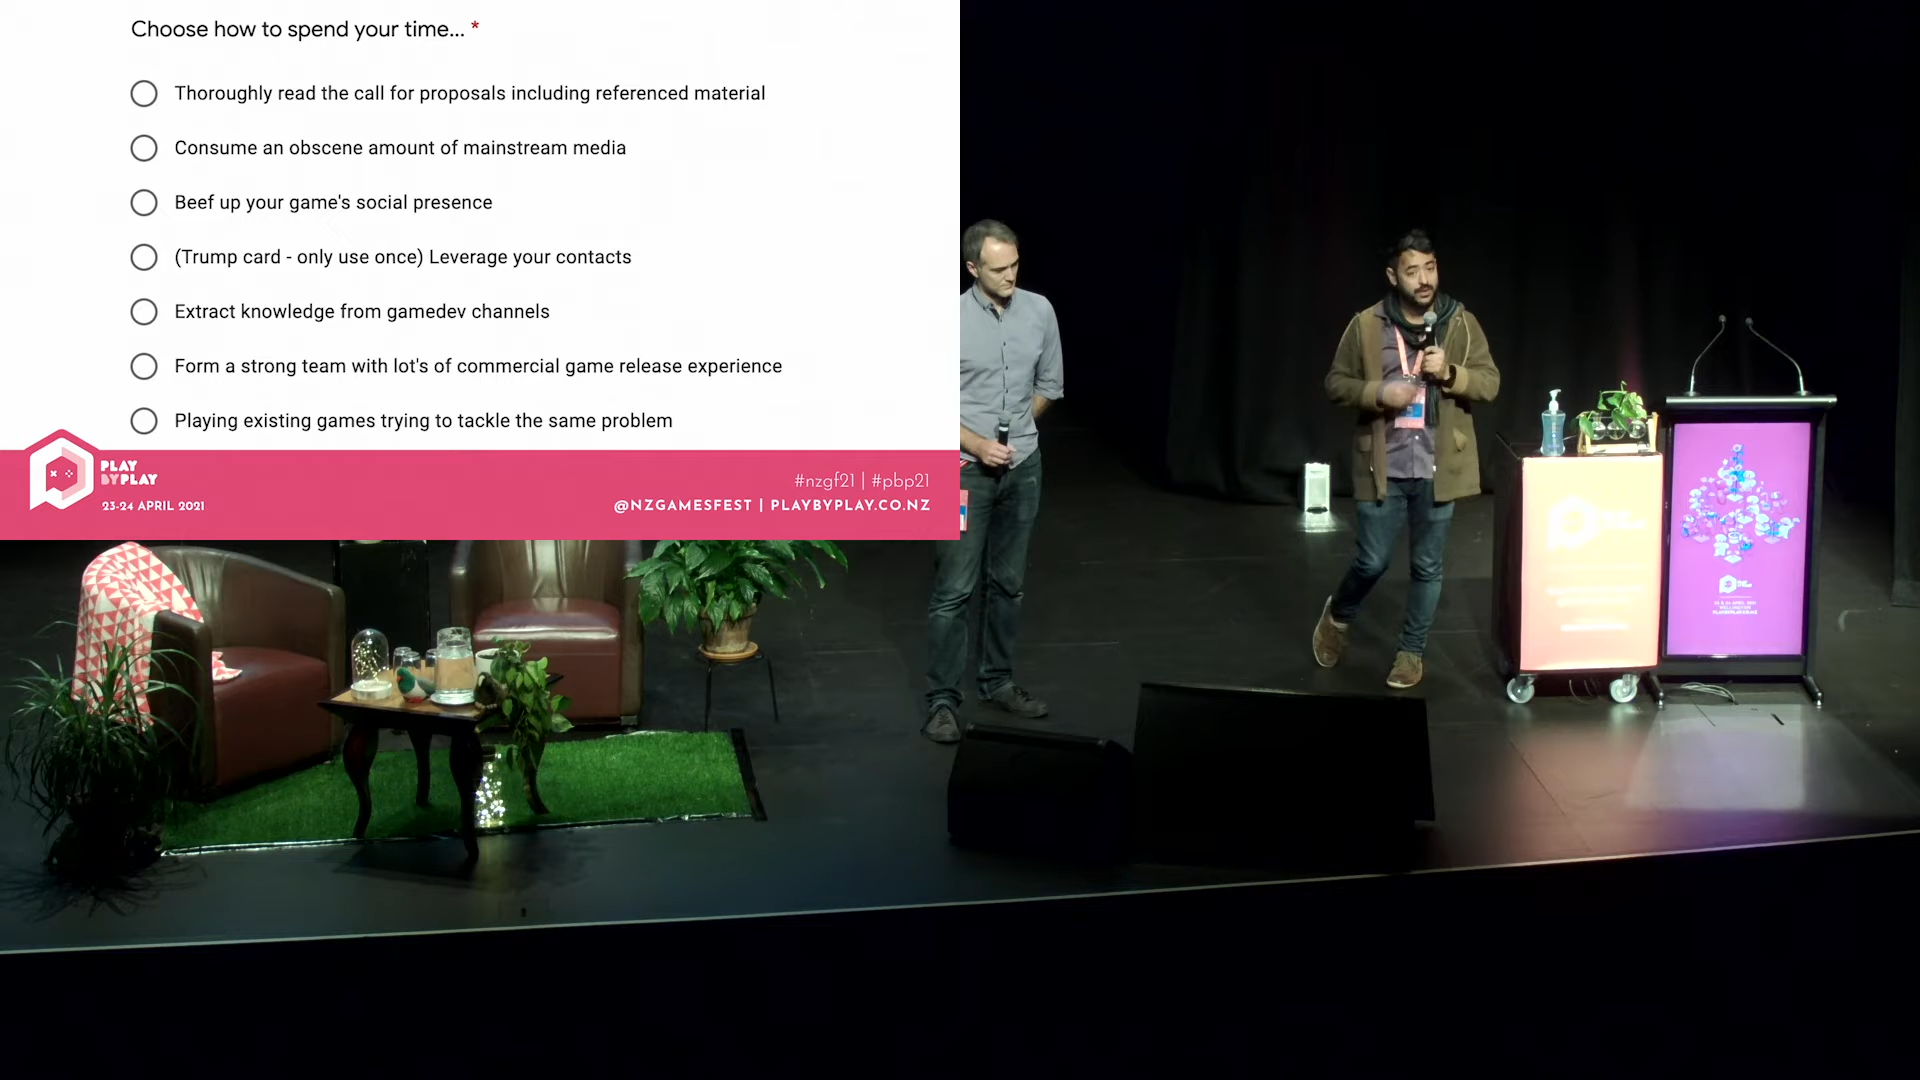 Choose how to spend your time... *
Thoroughly read the call for proposals including referenced material
Consume an obscene amount of mainstream media
Beef up your game's social presence
(Trump card - only use once) Leverage your contacts
Extract knowledge from gamedev channels
Form a strong team with lot's of commercial game release experience
Playing existing games trying to tackle the same problem
PLAY
BYPLAY
23-24 APRIL 2021
#nzgf21 | #pbp21
@NZGAMESFEST | PLAYBYPLAY.CO.NZ